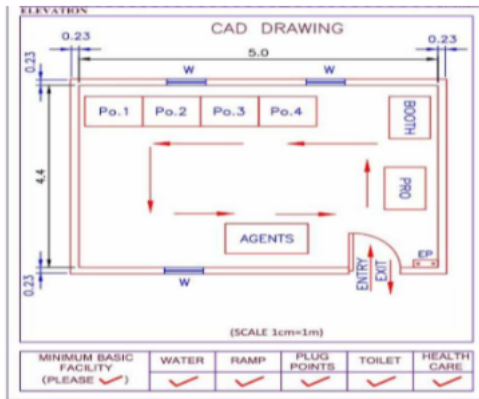 ELEVATION
CAD DRAWING
0.23
5.0
0.23
0.23
W
W
Po.1
Po.2
Po.3
Po.4
BOOTH
4.4
PRO
AGENTS
ENTRY
EXIT
EP
0.23
W
(SCALE 1cm=1m)
MINIMUM BASIC
FACILITY
(PLEASE ✓)
WATER
RAMP
PLUG
POINTS
TOILET
HEALTH
CARE